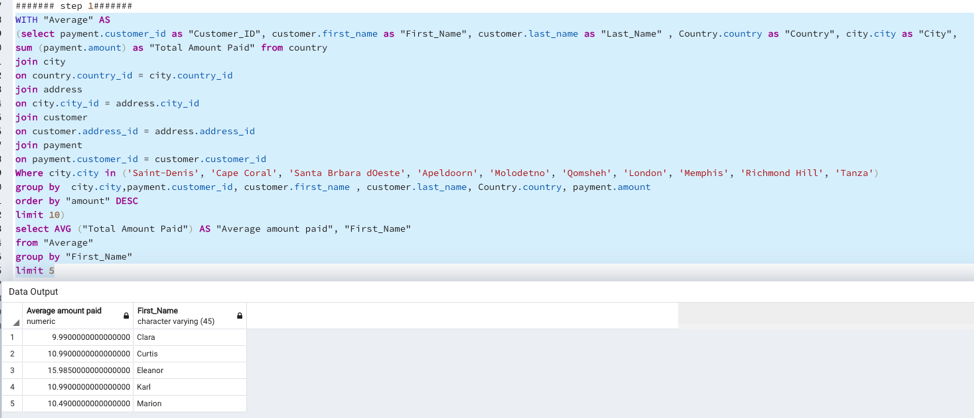 ####### step 1#######
WITH "Average" AS
(select payment.customer_id as "Customer_ID", customer.first_name as "First_Name", customer.last_name as "Last_Name" , Country.country as "Country", city.city as "City",
sum (payment.amount) as "Total Amount Paid" from country
join city
on country.country_id = city.country_id
join address
on city.city_id = address.city_id
join customer
on customer.address_id = address.address_id
join payment
on payment.customer_id = customer.customer_id
Where city.city in ('Saint-Denis', 'Cape Coral', 'Santa Brbara dOeste', 'Apeldoorn', 'Molodetno', 'Qomsheh', 'London', 'Memphis', 'Richmond Hill', 'Tanza')
group by  city.city,payment.customer_id, customer.first_name , customer.last_name, Country.country, payment.amount
order by "amount" DESC
limit 10)
select AVG ("Total Amount Paid") AS "Average amount paid", "First_Name"
from "Average"
group by "First_Name"
limit 5
Data Output
Average amount paid First_Name
numeric character varying (45)
1 9.9900000000000000 Clara
2 10.9900000000000000 Curtis
3 15.9850000000000000 Eleanor
4 10.9900000000000000 Karl
5 10.4900000000000000 Marion